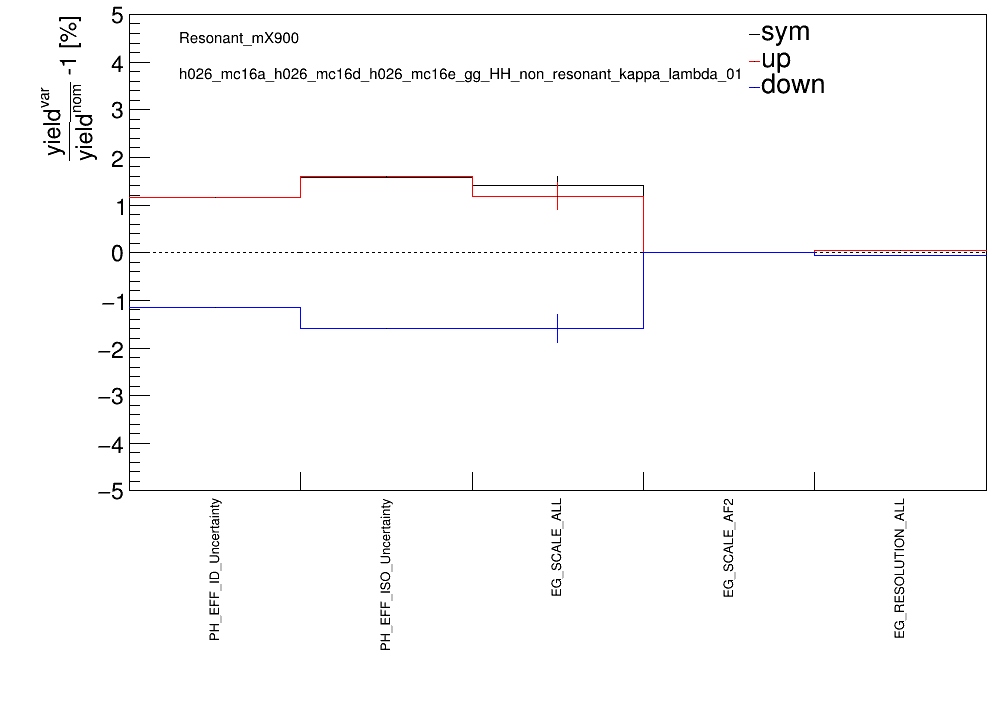 yield^var / yield^nom -1 [%]
5
4
3
2
1
0
−1
−2
−3
−4
−5
Resonant_mX900
h026_mc16a_h026_mc16d_h026_mc16e_gg_HH_non_resonant_kappa_lambda_01
sym
up
down
PH_EFF_ID_Uncertainty
PH_EFF_ISO_Uncertainty
EG_SCALE_ALL
EG_SCALE_AF2
EG_RESOLUTION_ALL